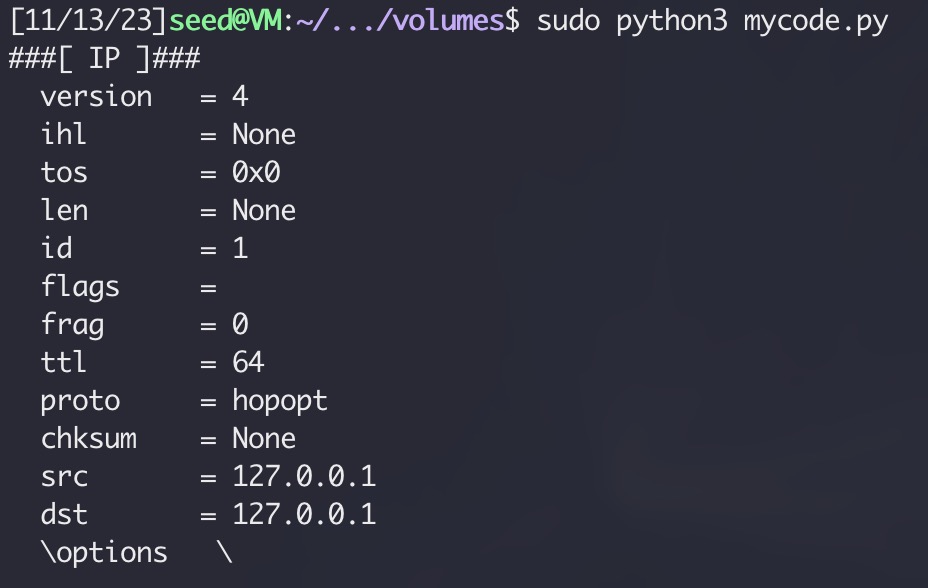 [11/13/23]seed@VM:~/.../volumes$ sudo python3 mycode.py
###[ IP ]###
  version   = 4
  ihl       = None
  tos       = 0x0
  len       = None
  id        = 1
  flags     =
  frag      = 0
  ttl       = 64
  proto     = hopopt
  chksum    = None
  src       = 127.0.0.1
  dst       = 127.0.0.1
  \options   \